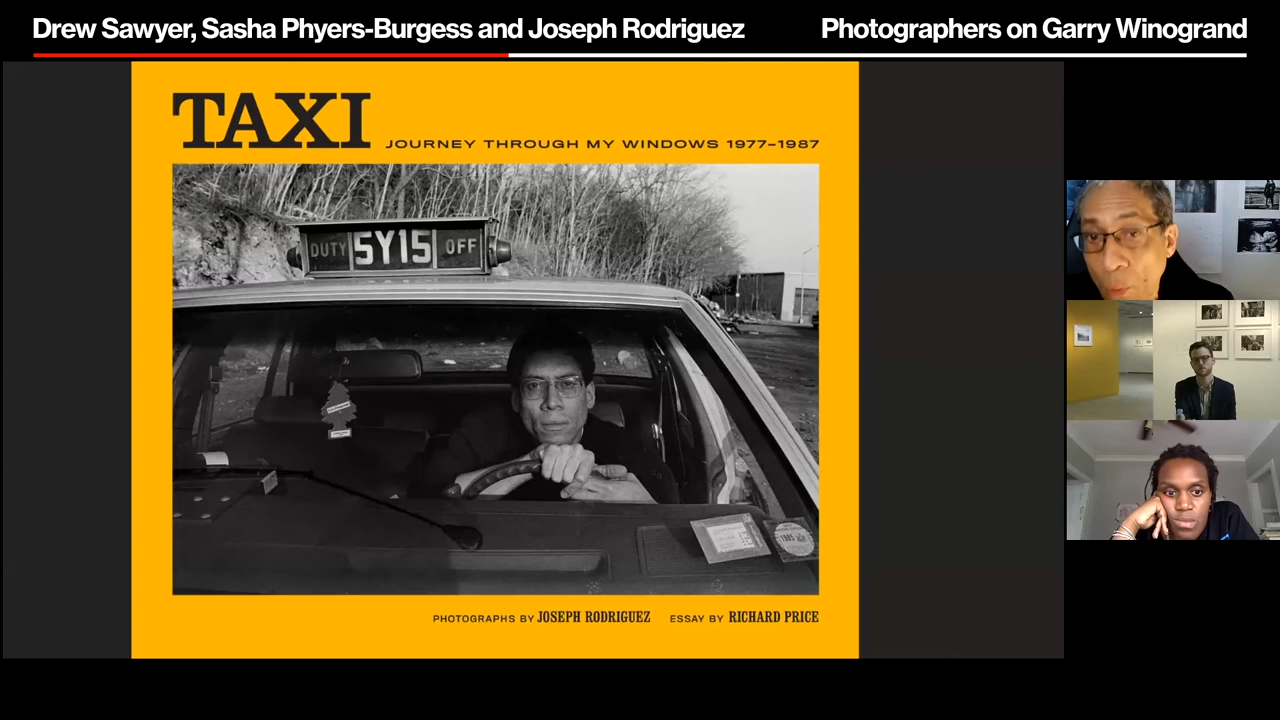 Drew Sawyer, Sasha Phyers-Burgess and Joseph Rodriguez
Photographers on Garry Winogrand
TAXI
JOURNEY THROUGH MY WINDOWS 1977–1987
DUTY 5Y15 OFF
1985
PHOTOGRAPHS BY JOSEPH RODRIGUEZ ESSAY BY RICHARD PRICE